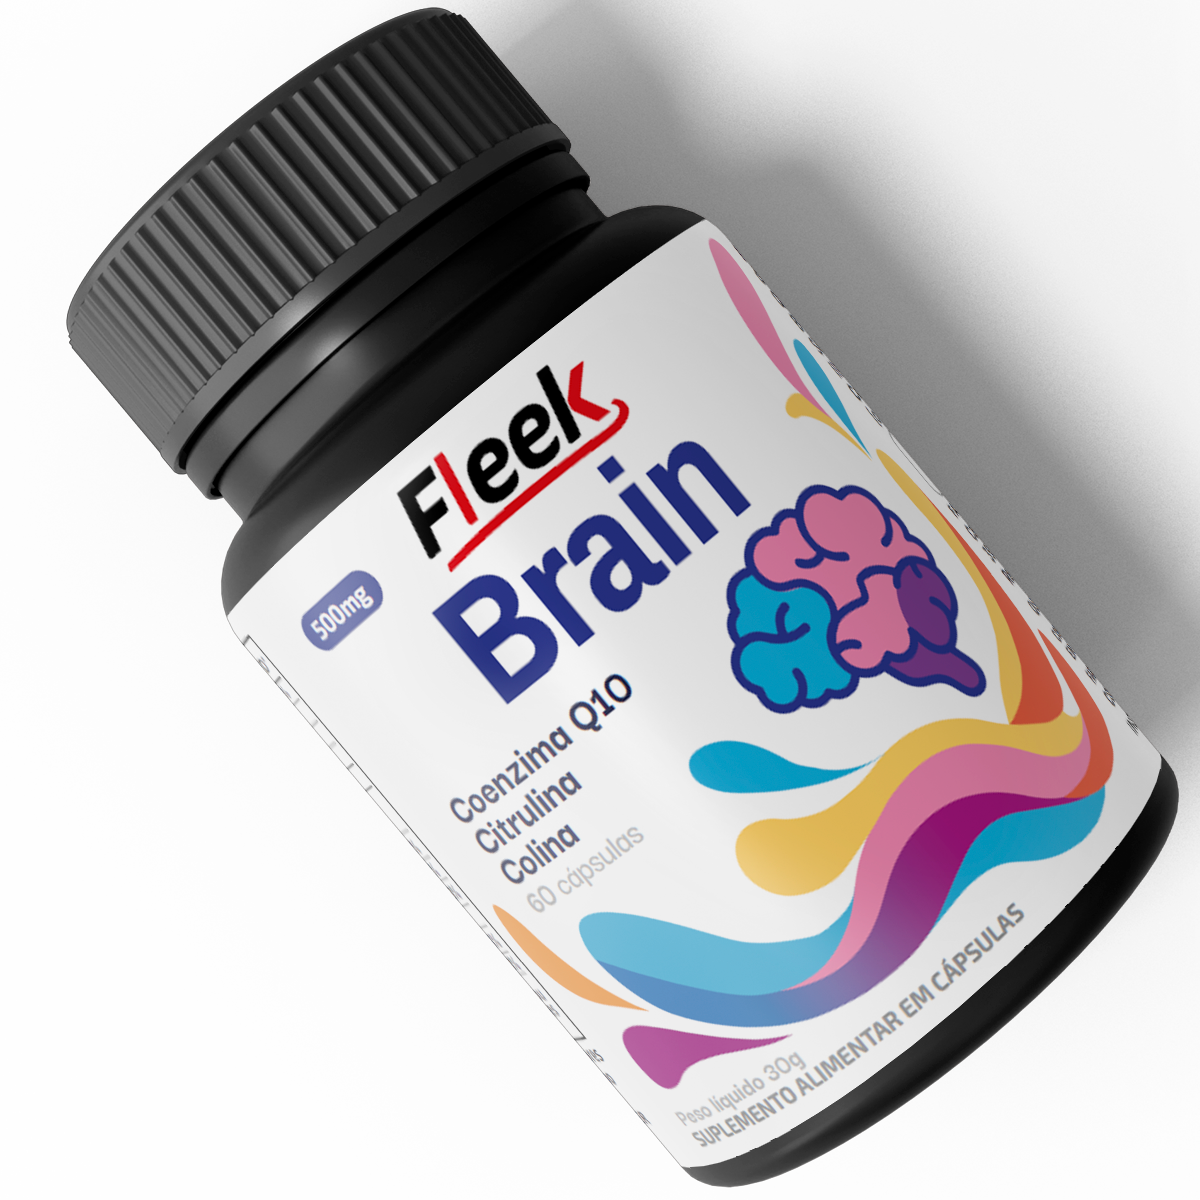 Fleek
Brain
500mg
Coenzima Q10
Citrulina
Colina
60 cápsulas
Peso líquido 30g
SUPLEMENTO ALIMENTAR EM CÁPSULAS